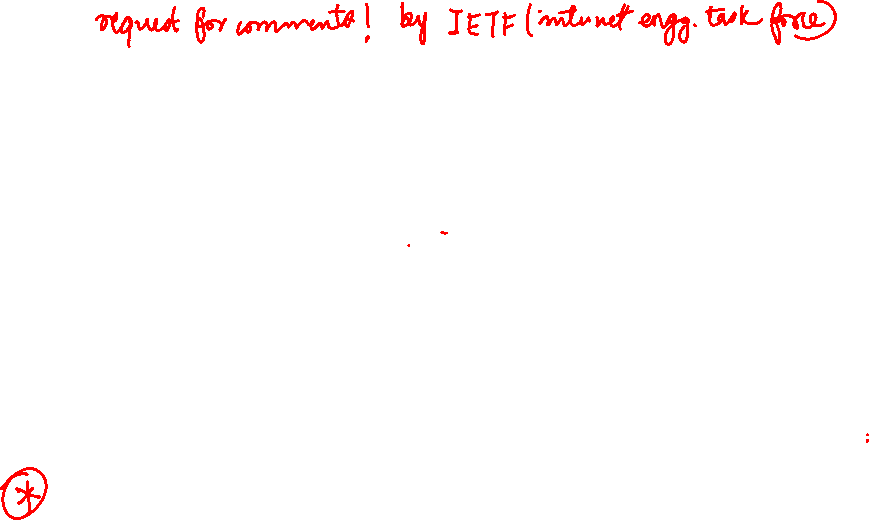 request for comments! by IETF (internet engg. task force)
*